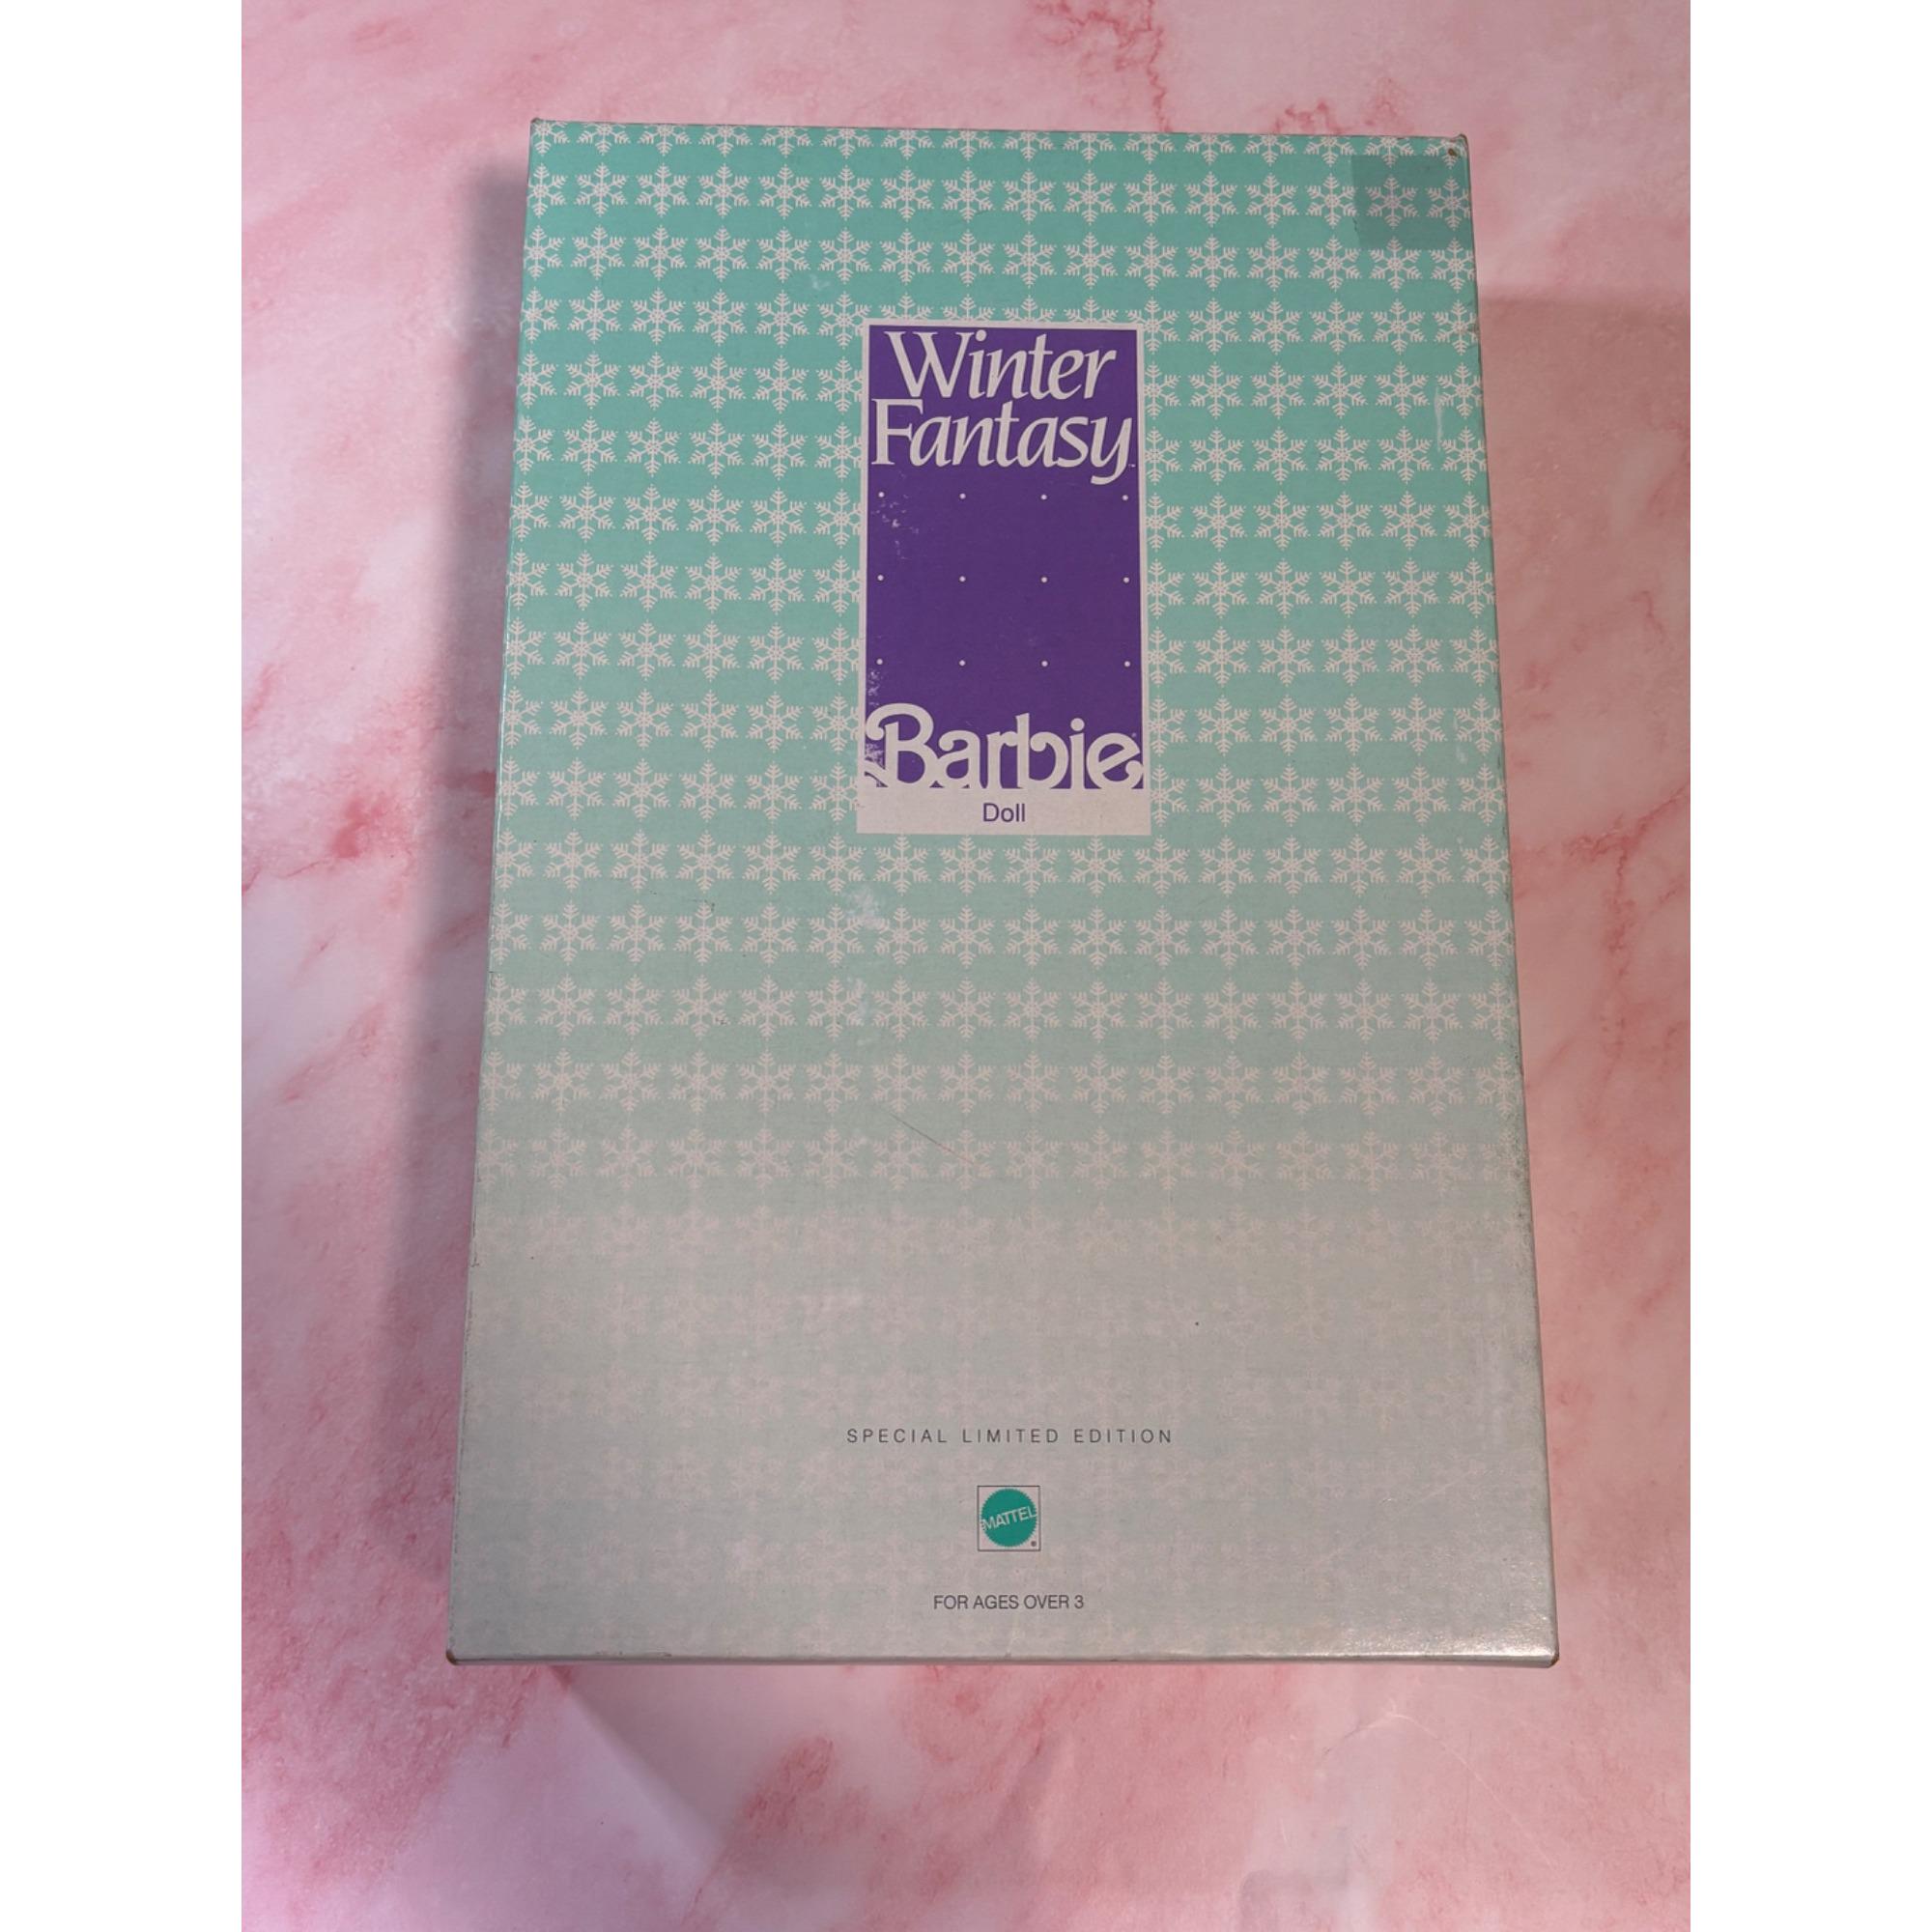 Winter
Fantasy
Barbie
Doll
SPECIAL LIMITED EDITION
MATTEL
FOR AGES OVER 3